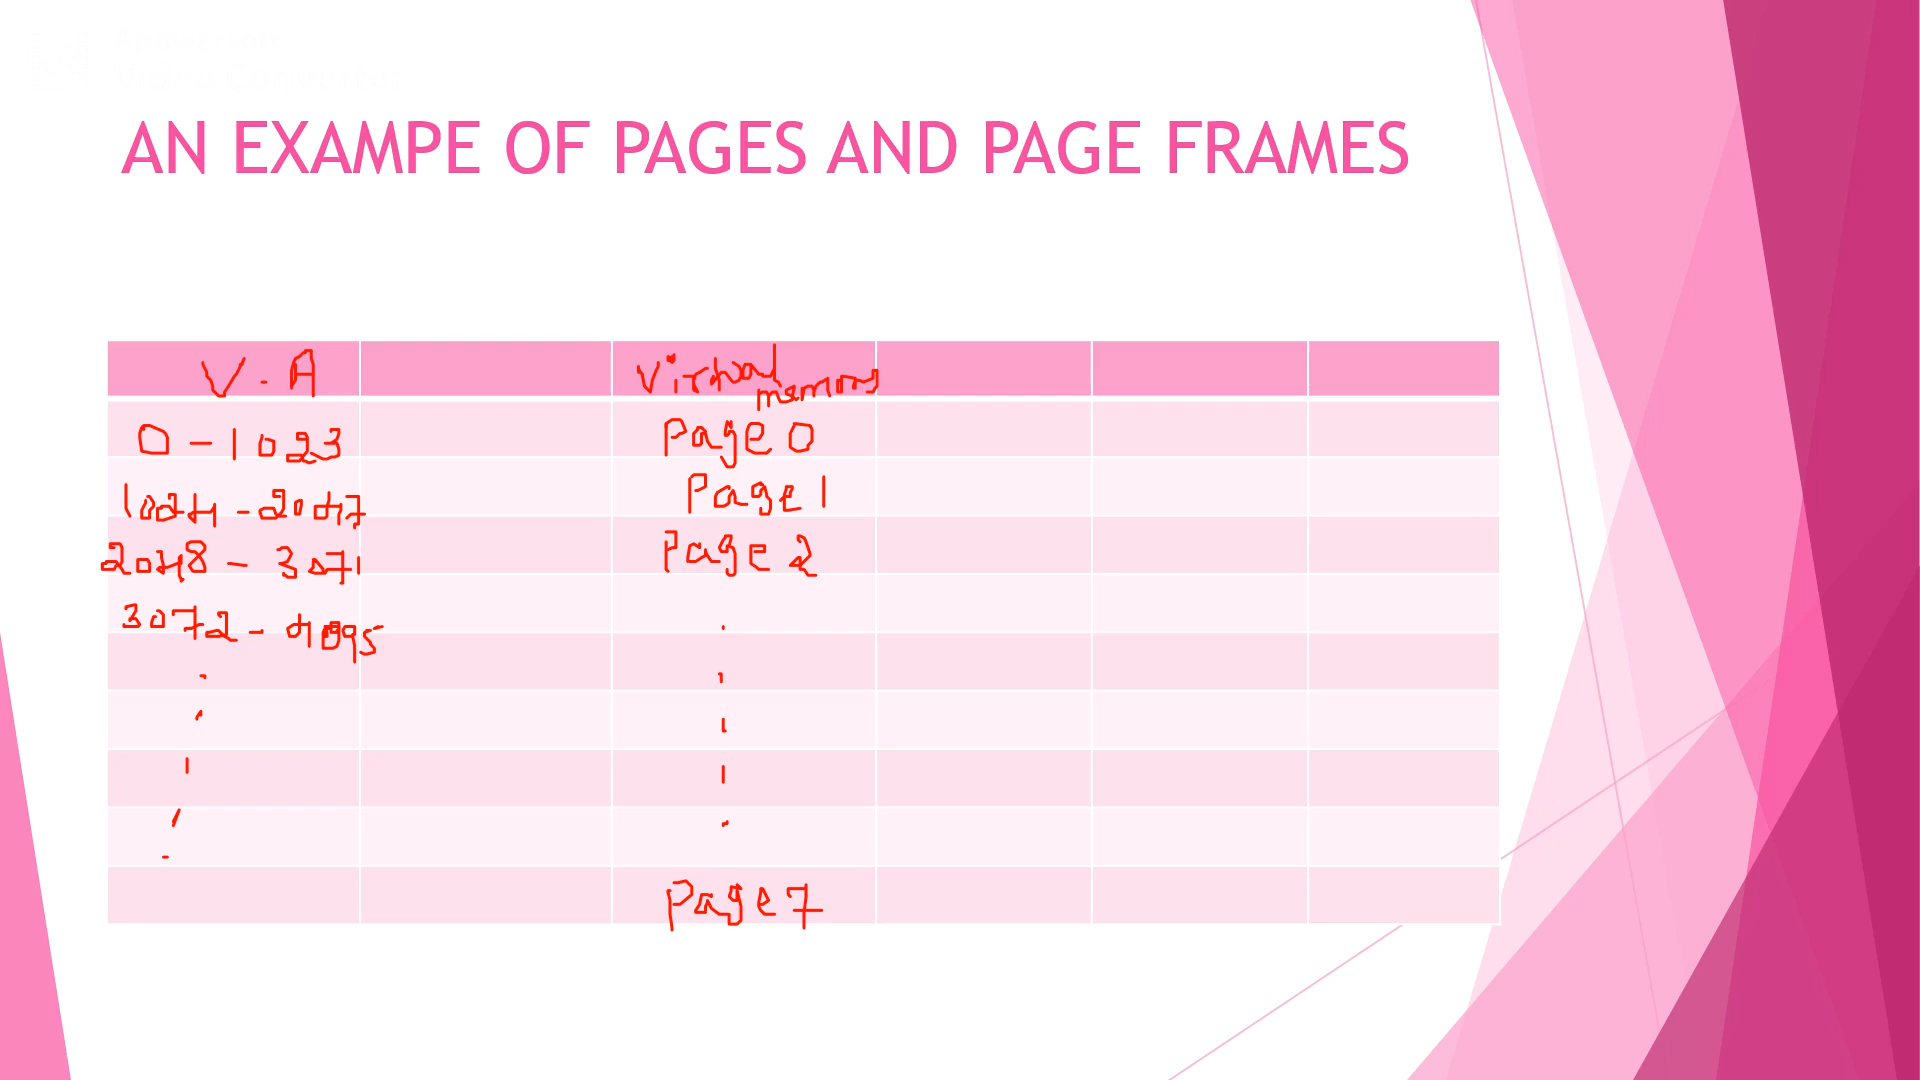 AN EXAMPE OF PAGES AND PAGE FRAMES
V.A Virtual memory
0-1023 Page 0
1024-2047 Page 1
2048-3071 Page 2
3072-4095
Page 7